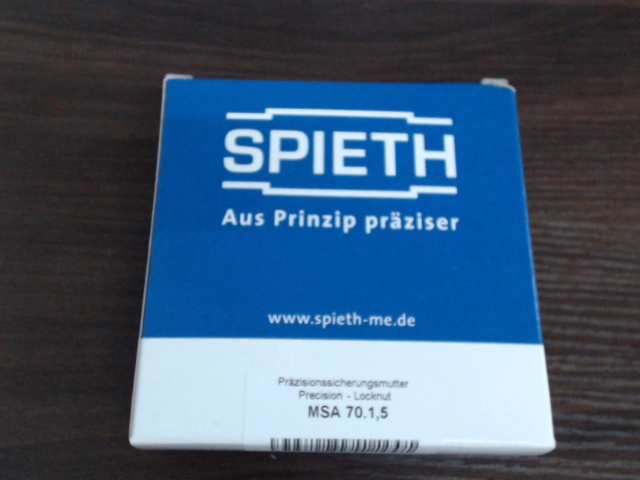 SPIETH
Aus Prinzip präziser
www.spieth-me.de
Präzisionssicherungsmutter
Precision - Locknut
MSA 70.1,5